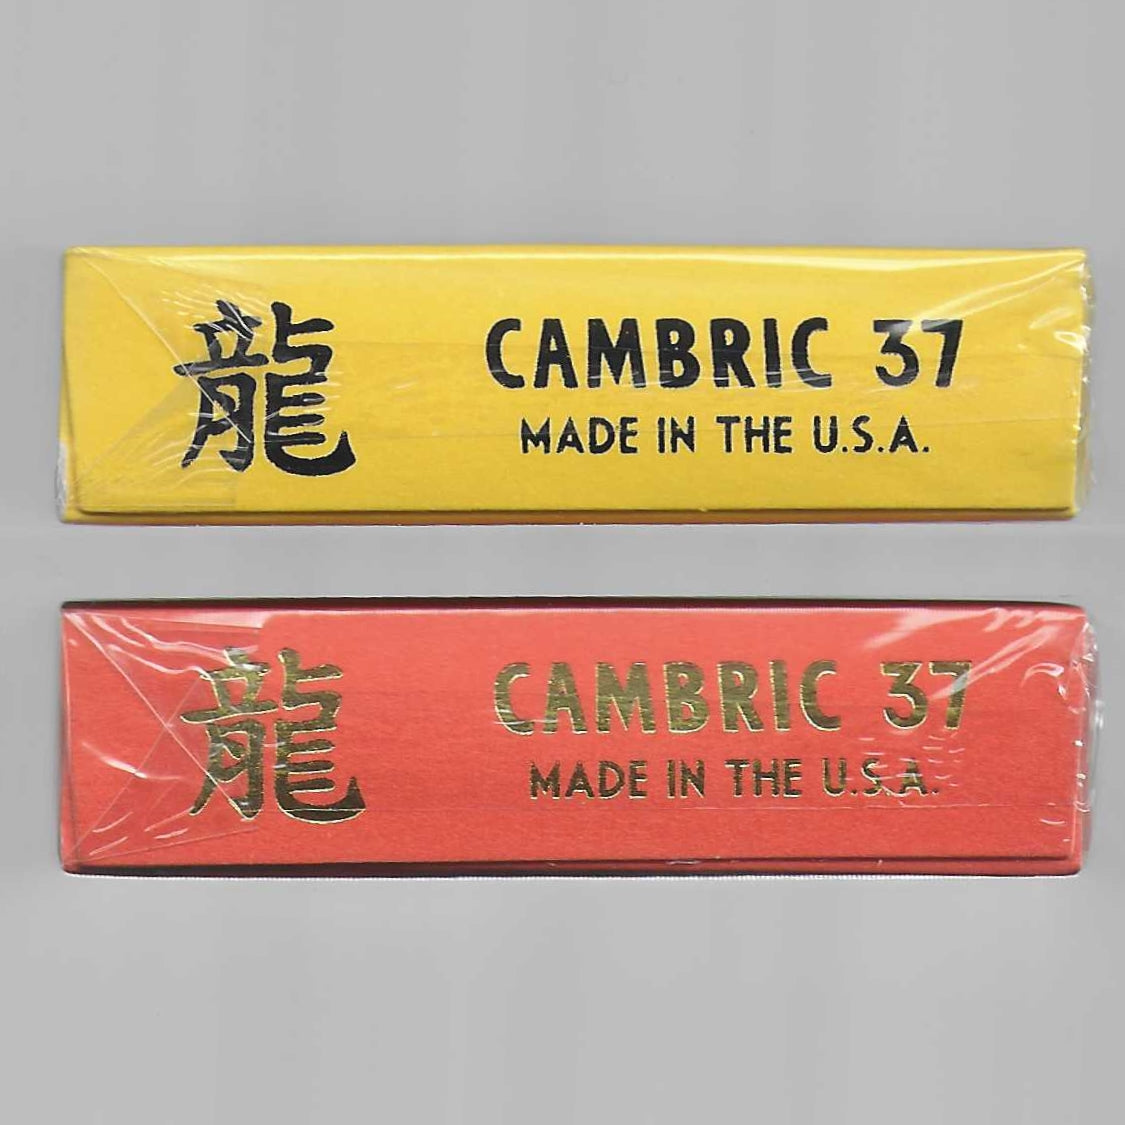 龍
CAMBRIC 37
MADE IN THE U.S.A.
龍
CAMBRIC 37
MADE IN THE U.S.A.